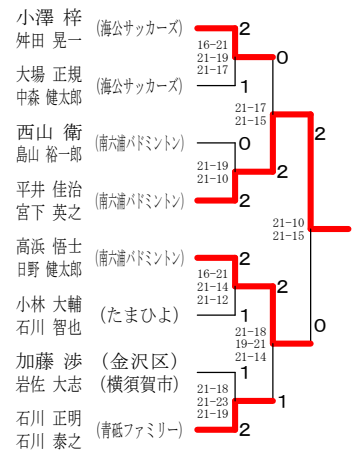 小澤 梓
舛田 晃一
(海公サッカーズ)
2
16-21
21-19
21-17
大場 正規
中森 健太郎
(海公サッカーズ)
1
0
21-17
21-15
西山 衛
島山 裕一郎
(南六浦バドミントン)
0
21-19
21-10
平井 佳治
宮下 英之
(南六浦バドミントン)
2
2
2
21-10
21-15
高浜 悟士
日野 健太郎
(南六浦バドミントン)
2
16-21
21-14
21-12
小林 大輔
石川 智也
(たまひよ)
1
2
21-18
19-21
21-14
0
加藤 渉 (金沢区)
岩佐 大志 (横須賀市)
1
21-18
21-23
21-19
石川 正明
石川 泰之
(青砥ファミリー)
2
1